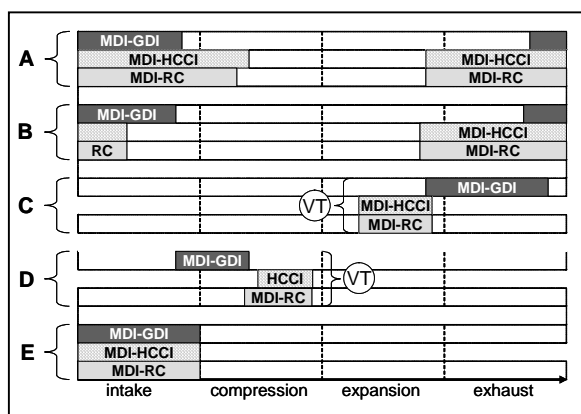 MDI-GDI
A
MDI-HCCI
MDI-HCCI
MDI-RC
MDI-RC
MDI-GDI
B
MDI-HCCI
RC
MDI-RC
MDI-GDI
C
VT
MDI-HCCI
MDI-RC
MDI-GDI
D
HCCI
VT
MDI-RC
MDI-GDI
E
MDI-HCCI
MDI-RC
intake compression expansion exhaust